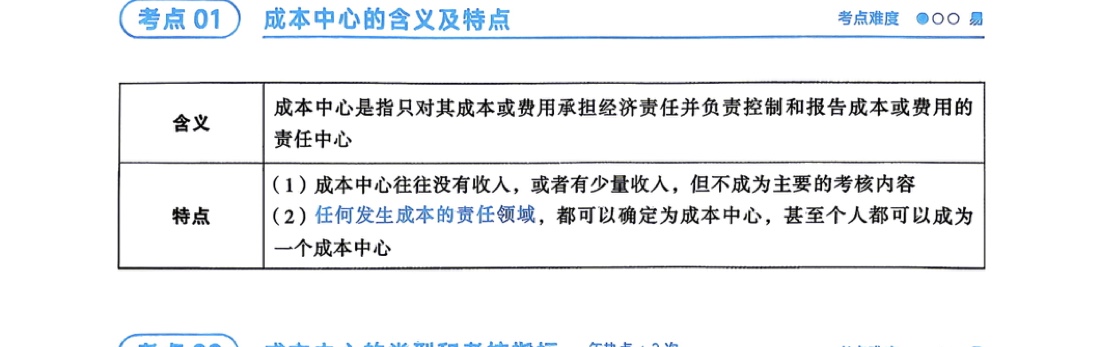 考点 01 成本中心的含义及特点 考点难度 ●○○ 易
含义
成本中心是指只对其成本或费用承担经济责任并负责控制和报告成本或费用的
责任中心
特点
（1）成本中心往往没有收入，或者有少量收入，但不成为主要的考核内容
（2）任何发生成本的责任领域，都可以确定为成本中心，甚至个人都可以成为
一个成本中心